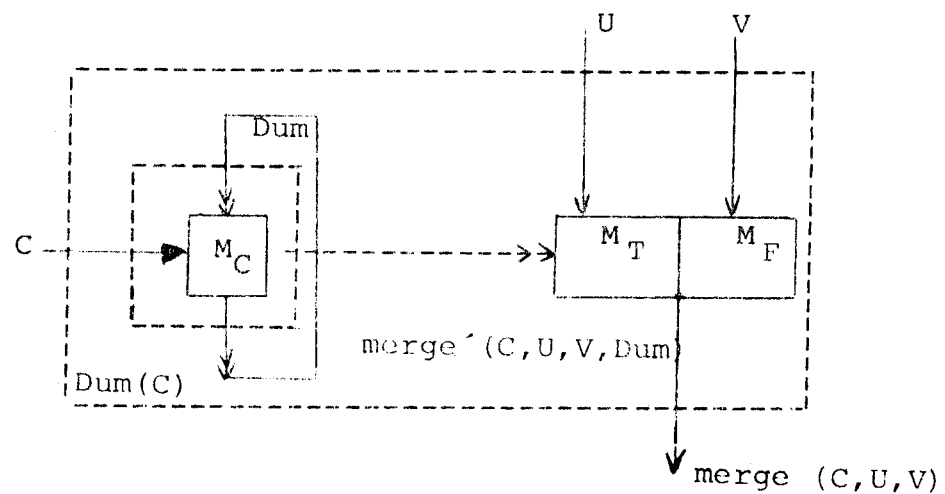 U V
Dum
C M_C M_T M_F
merge´(C,U,V,Dum)
Dum(C)
merge (C,U,V)